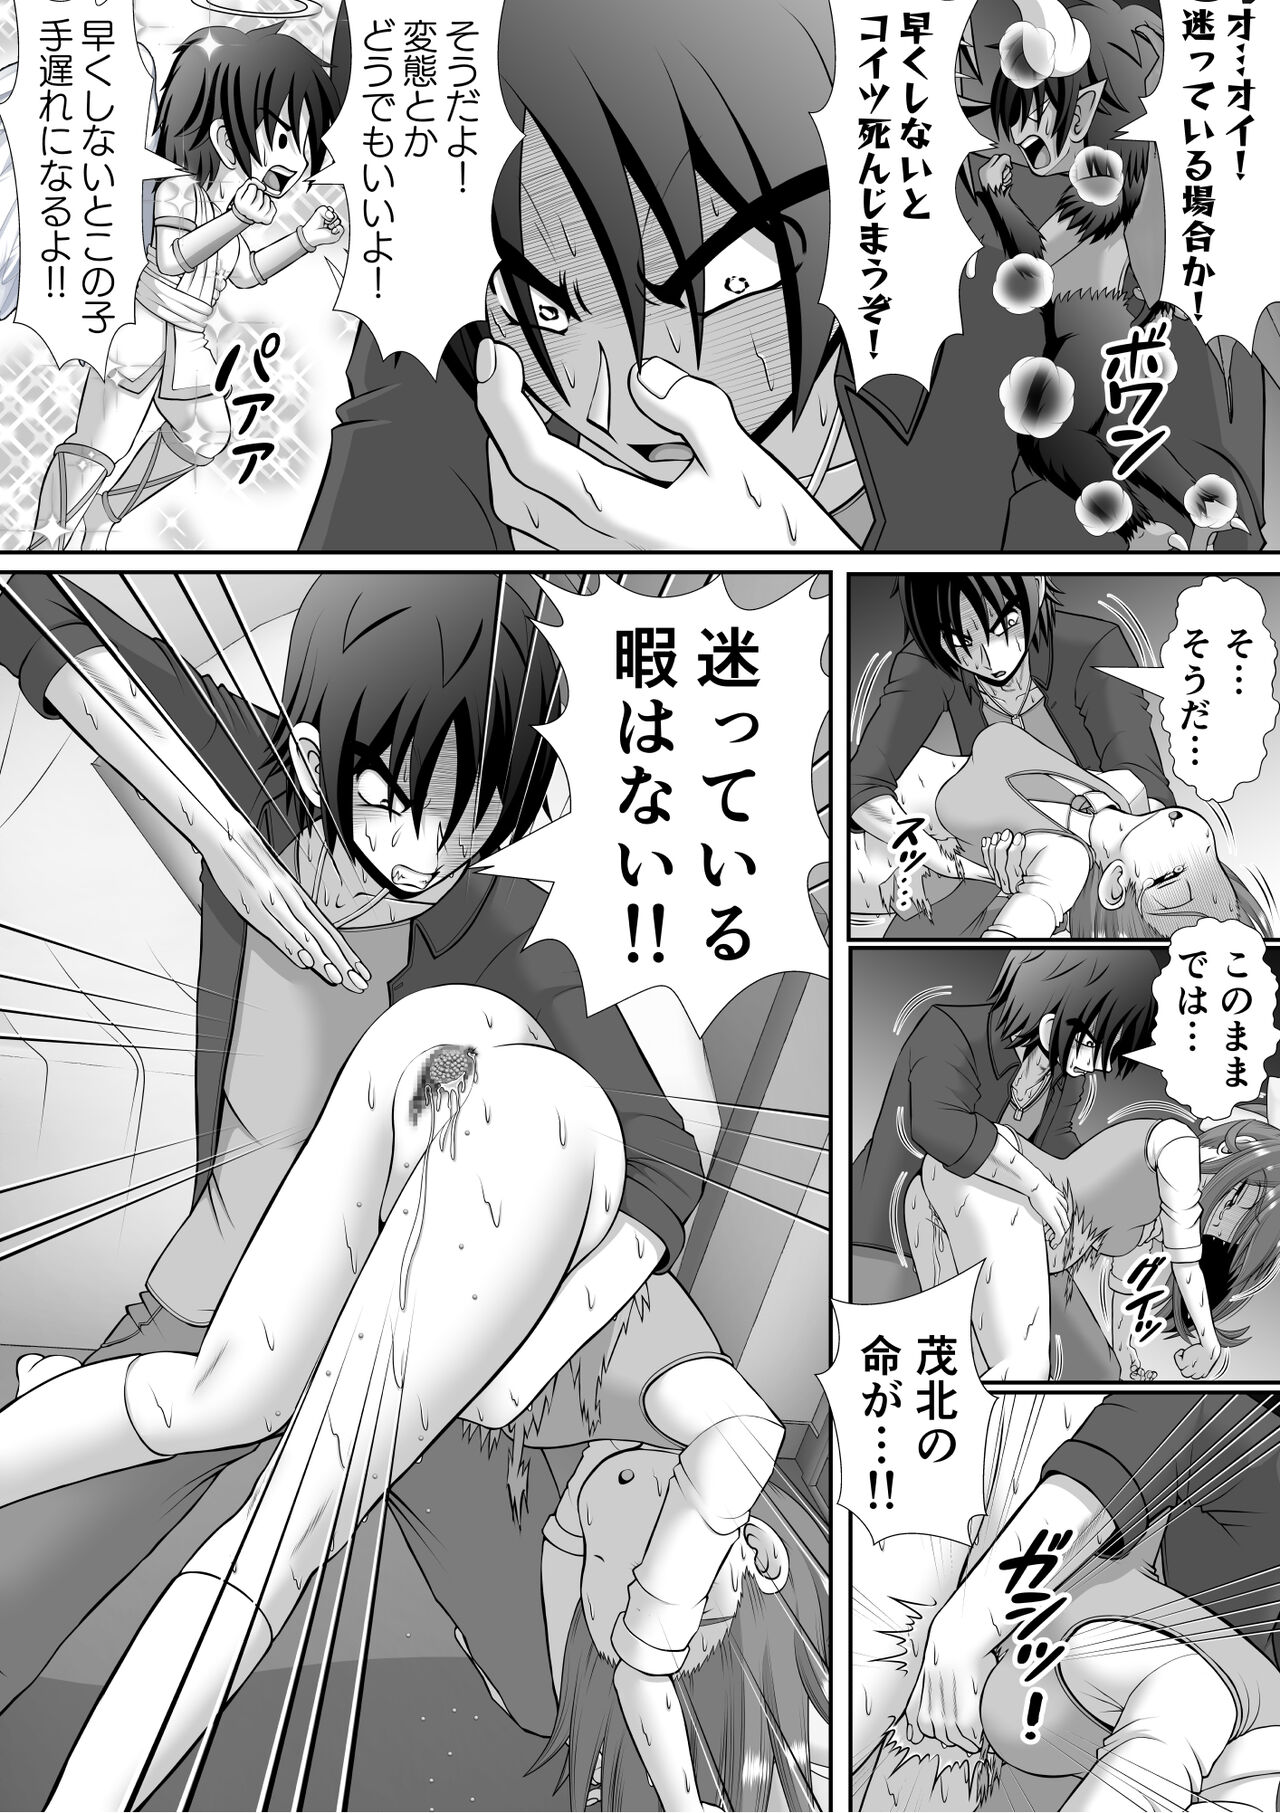 オ…オイ！
迷っている場合か！
早くしないと
コイツ死んじまうぞ！
ボワン
そうだよ！
変態とか
どうでもいいよ！
早くしないとこの子
手遅れになるよ!!
パァァァ
そ…
そうだ…
スッ…
このまま
では…
グイッ
茂北の
命が…!!
ガシッ！
迷っている
暇はない!!